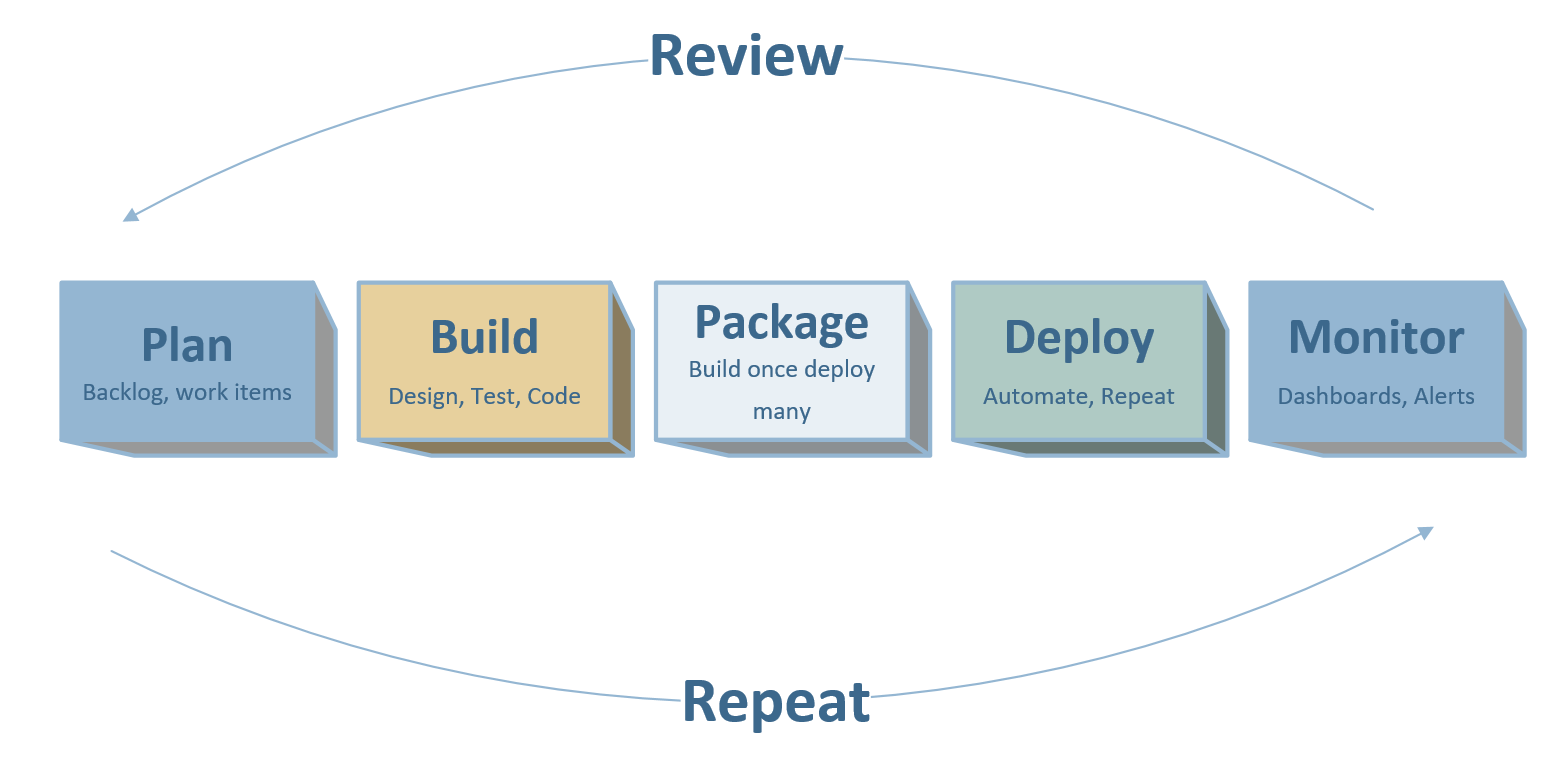 Review
Plan
Backlog, work items
Build
Design, Test, Code
Package
Build once deploy
many
Deploy
Automate, Repeat
Monitor
Dashboards, Alerts
Repeat